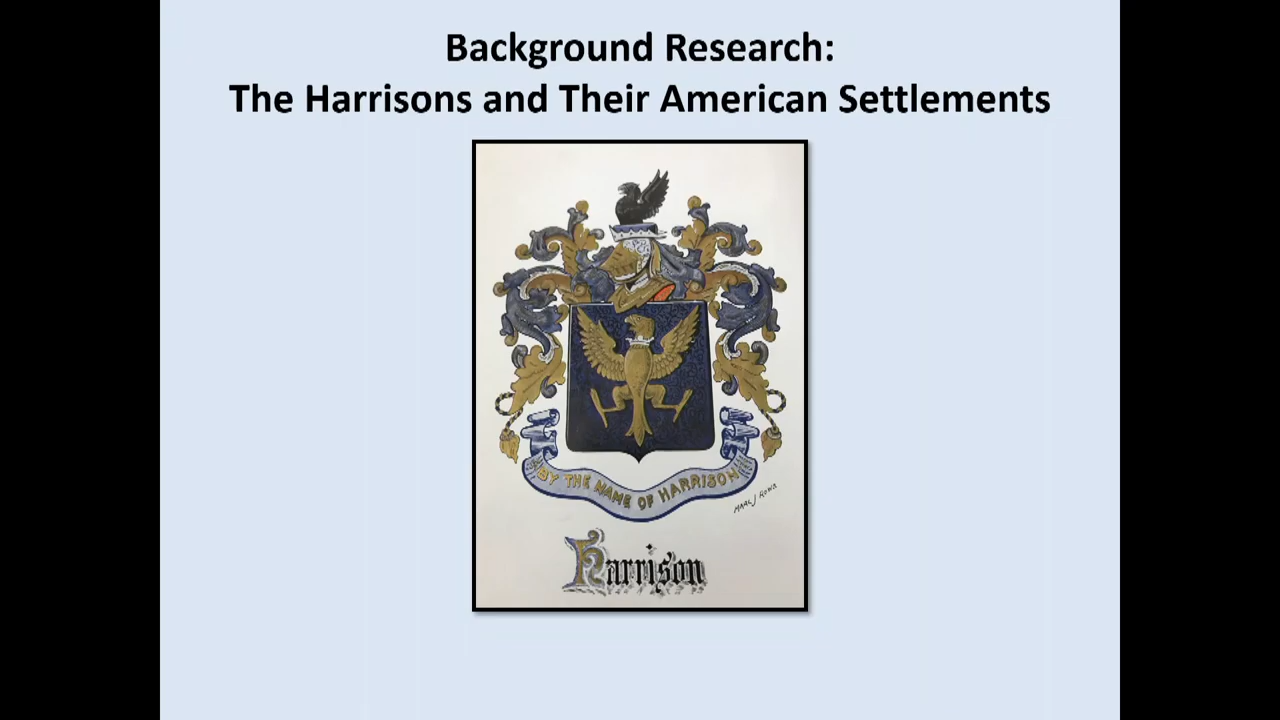 Background Research:
The Harrisons and Their American Settlements
BY THE NAME OF HARRISON
Harrison